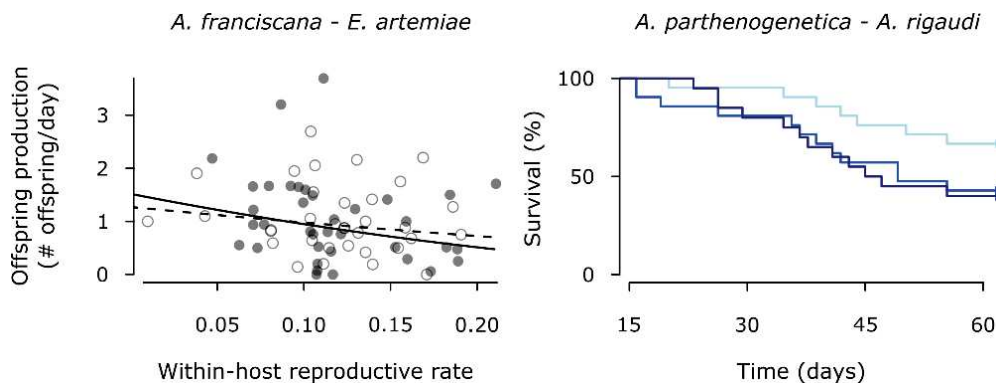 A. franciscana - E. artemiae
Offspring production
(# offspring/day)
3
2
1
0
0.05 0.10 0.15 0.20
Within-host reproductive rate
A. parthenogenetica - A. rigaudi
Survival (%)
100
50
0
15 30 45 60
Time (days)